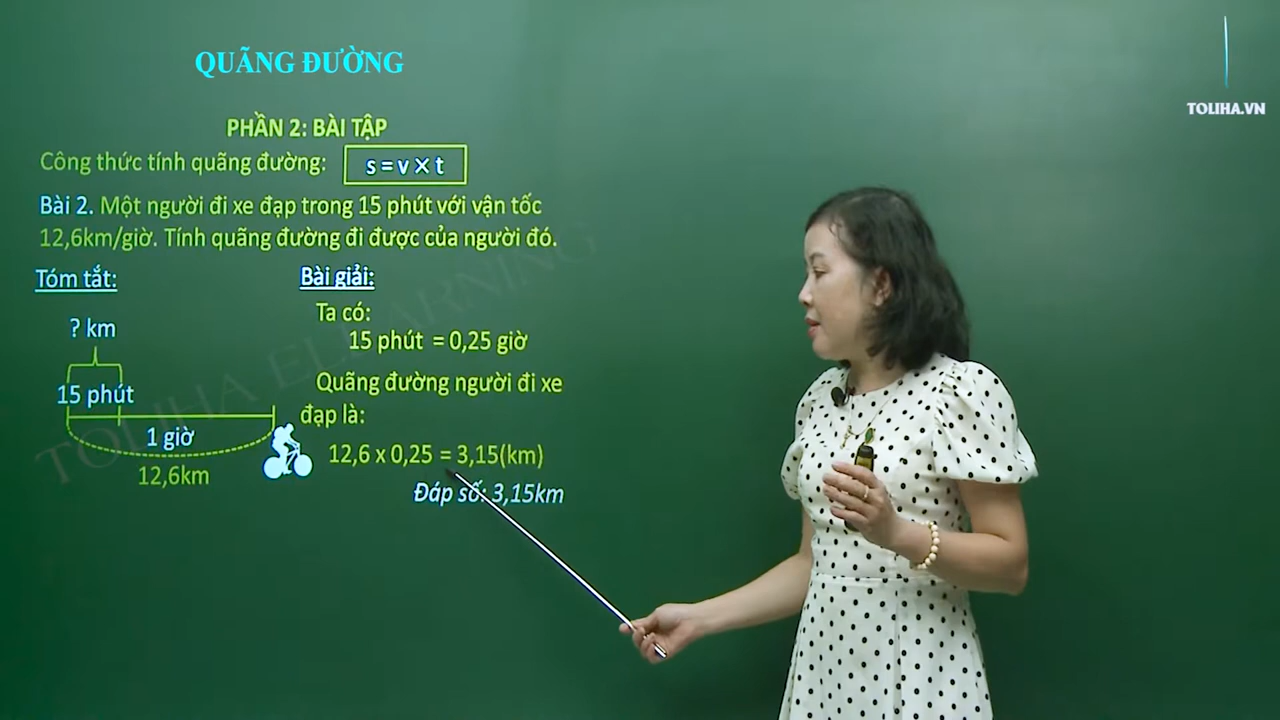 QUÃNG ĐƯỜNG
TOLIHA.VN
PHẦN 2: BÀI TẬP
Công thức tính quãng đường: s = v × t
Bài 2. Một người đi xe đạp trong 15 phút với vận tốc
12,6km/giờ. Tính quãng đường đi được của người đó.
Tóm tắt:
? km
15 phút
1 giờ
12,6km
Bài giải:
Ta có:
15 phút = 0,25 giờ
Quãng đường người đi xe
đạp là:
12,6 x 0,25 = 3,15(km)
Đáp số: 3,15km
TOLIHA ELEARNING